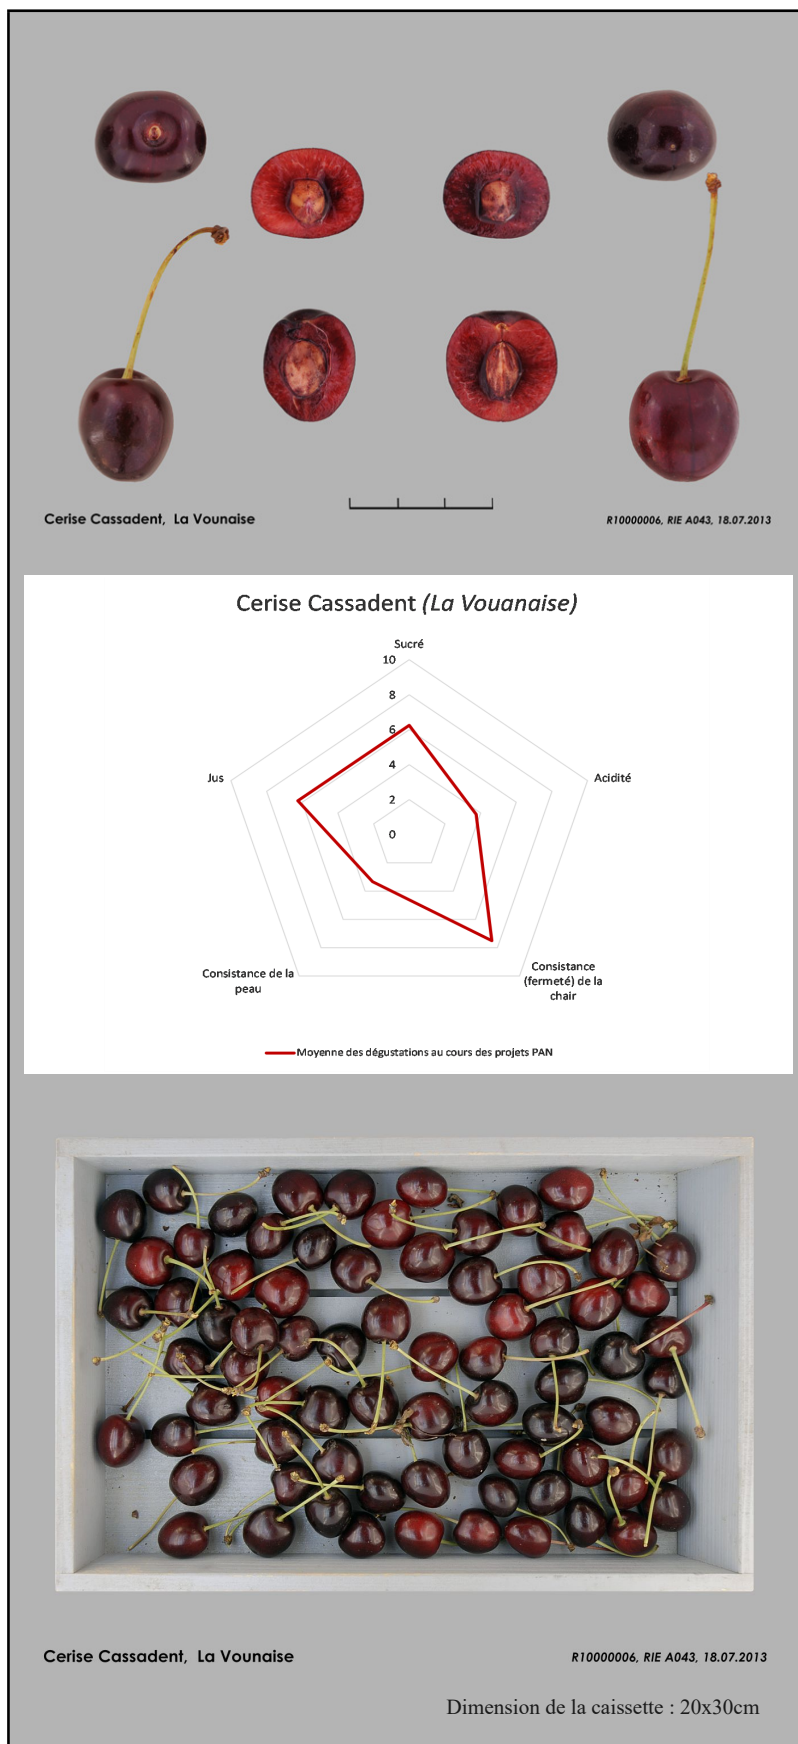 Cerise Cassadent, La Vounaise
R10000006, RIE A043, 18.07.2013
Cerise Cassadent (La Vouanaise)
Sucré
10
8
6
4
2
0
Jus
Acidité
Consistance de la
peau
Consistance
(fermeté) de la
chair
Moyenne des dégustations au cours des projets PAN
Cerise Cassadent, La Vounaise
R10000006, RIE A043, 18.07.2013
Dimension de la caissette : 20x30cm